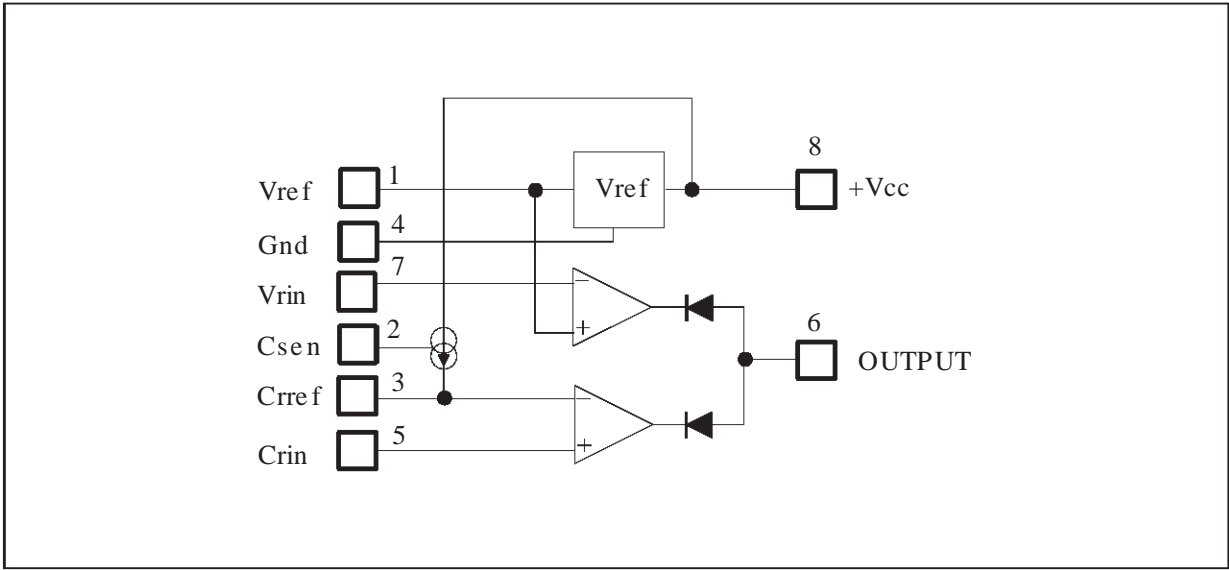 8
Vref 1 Vref +Vcc
Gnd 4
Vrin 7 −
Csen 2 + 6
OUTPUT
Crref 3 −
Crin 5 +